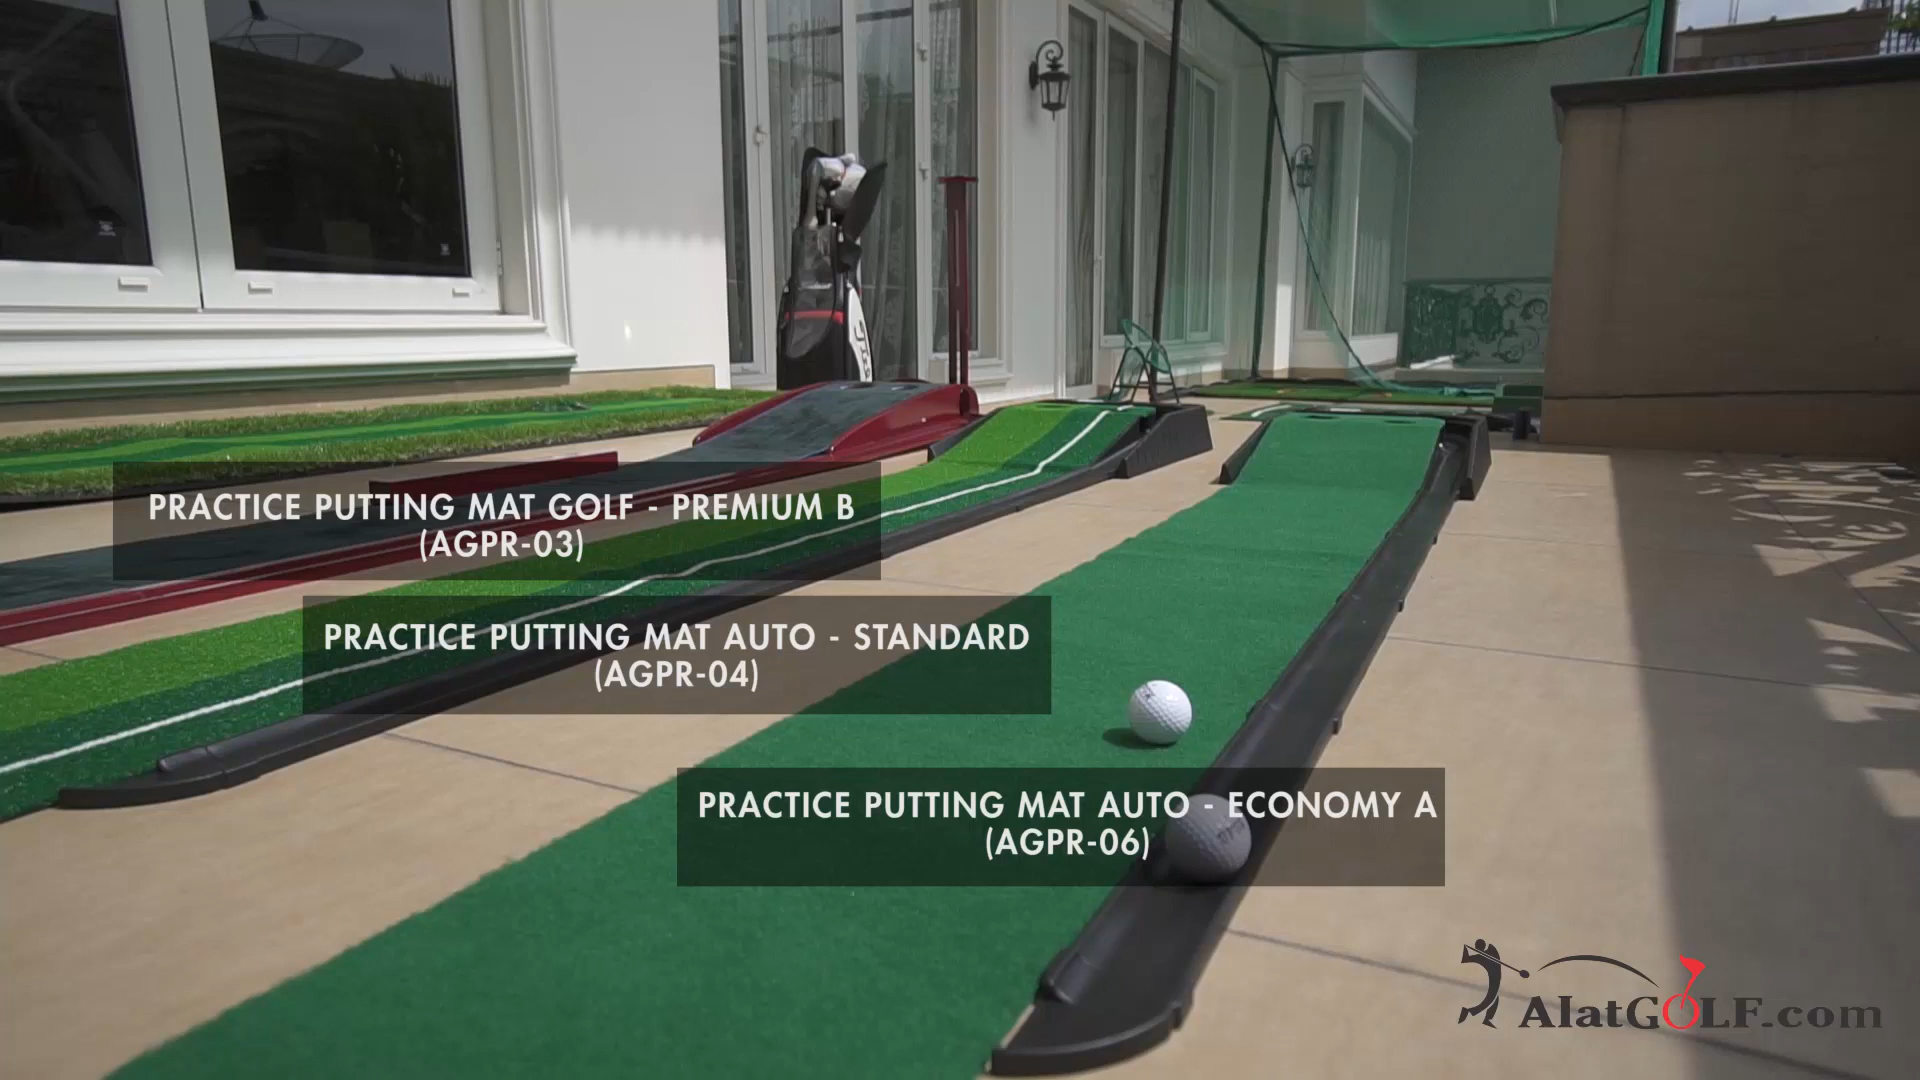 PRACTICE PUTTING MAT GOLF - PREMIUM B
(AGPR-03)
PRACTICE PUTTING MAT AUTO - STANDARD
(AGPR-04)
PRACTICE PUTTING MAT AUTO - ECONOMY A
(AGPR-06)
AlatGOLF.com